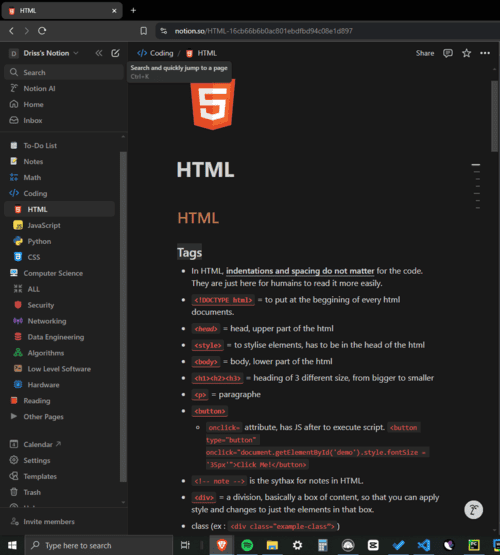 HTML
notion.so/HTML-16cb66b6b0ac801ebdfbd94c08e1d897
D Driss's Notion
Coding / HTML
Share
Search
Search and quickly jump to a page
Ctrl+K
Notion AI
Home
Inbox
To-Do List
Notes
Math
Coding
HTML
JavaScript
Python
CSS
Computer Science
ALL
Security
Networking
Data Engineering
Algorithms
Low Level Software
Hardware
Reading
Other Pages
Calendar
Settings
Templates
Trash
Invite members
HTML
HTML
Tags
In HTML, indentations and spacing do not matter for the code.
They are just here for humans to read it more easily.
<!DOCTYPE html> = to put at the beggining of every html
documents.
<head> = head, upper part of the html
<style> = to stylise elements, has to be in the head of the html
<body> = body, lower part of the html
<h1><h2><h3> = heading of 3 different size, from bigger to smaller
<p> = paragraphe
<button>
onclick= attribute, has JS after to execute script. <button
type="button"
onclick="document.getElementById('demo').style.fontSize =
'35px'">Click Me!</button>
<!-- note --> is the sythax for notes in HTML.
<div> = a division, basically a box of content, so that you can apply
style and changes to just the elements in that box.
class (ex : <div class="example-class"> )
Type here to search